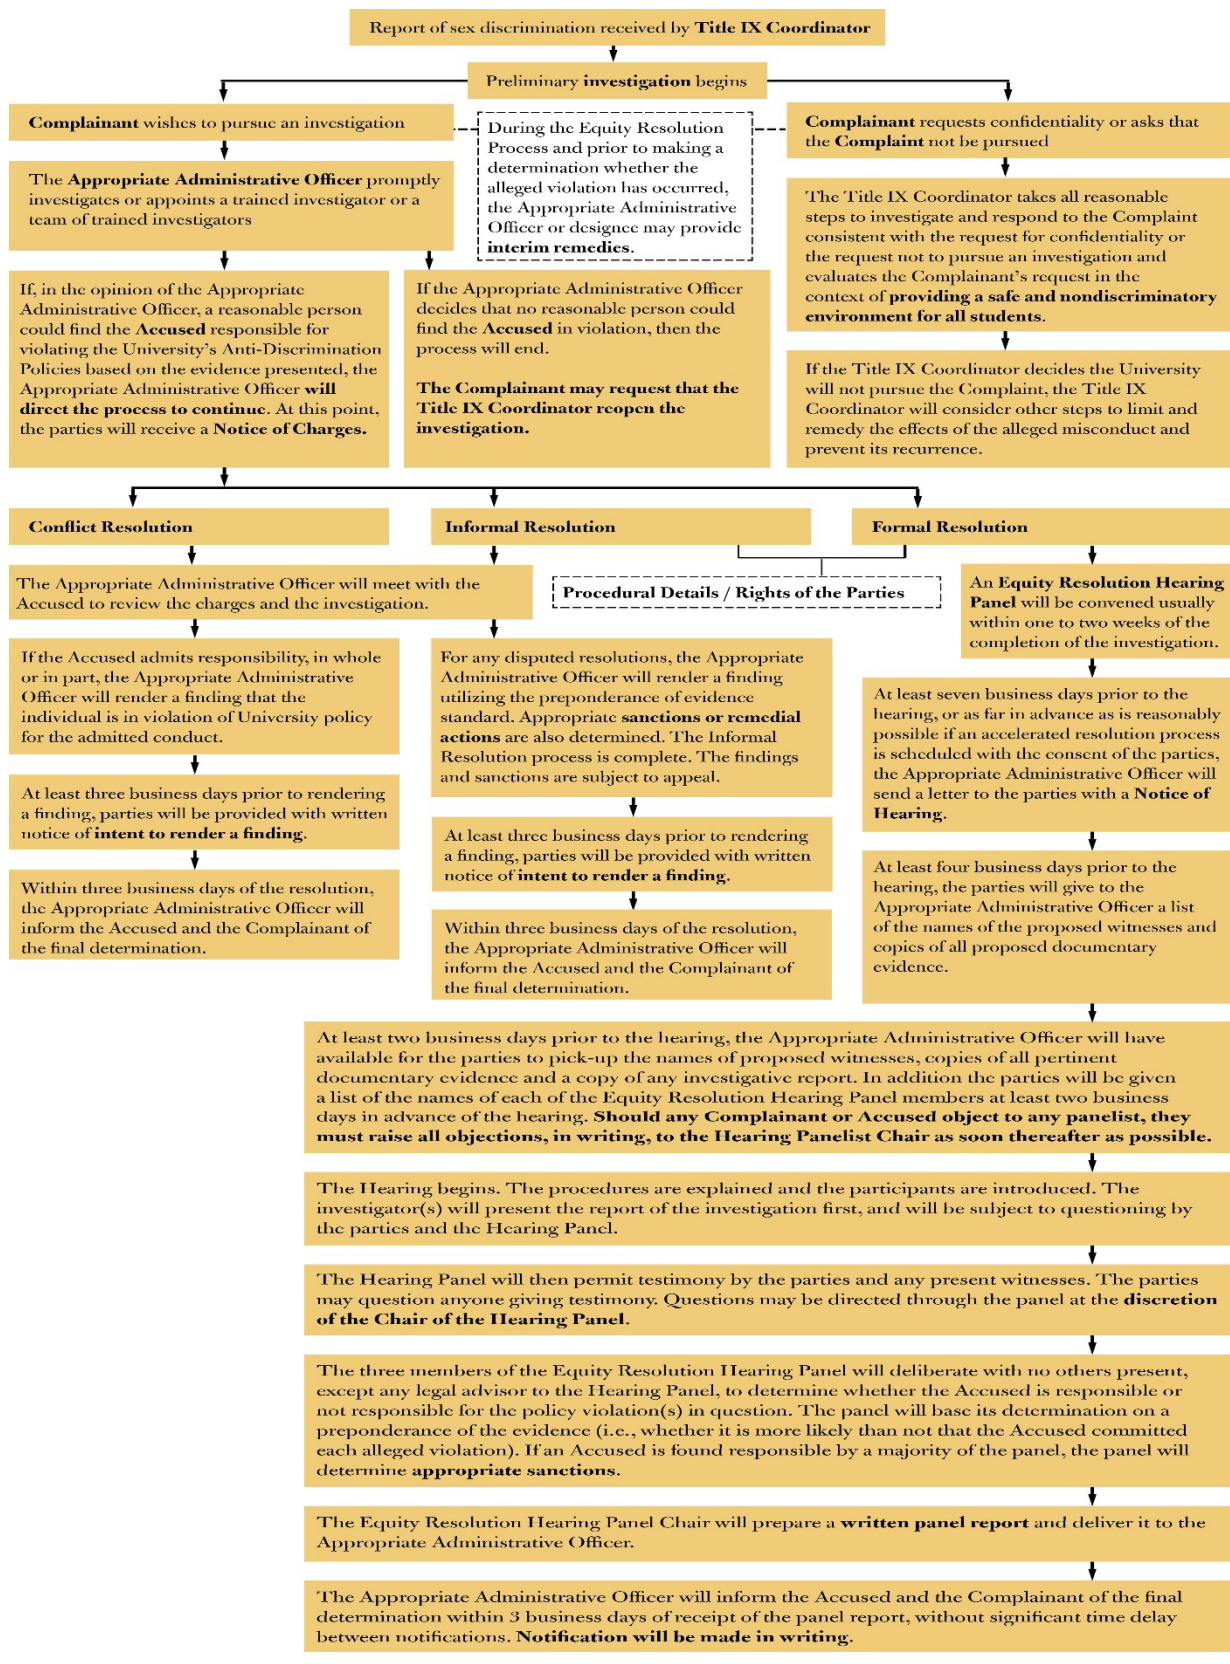 Report of sex discrimination received by Title IX Coordinator
Preliminary investigation begins
Complainant wishes to pursue an investigation
During the Equity Resolution
Process and prior to making a
determination whether the
alleged violation has occurred,
the Appropriate Administrative
Officer or designee may provide
interim remedies.
Complainant requests confidentiality or asks that
the Complaint not be pursued
The Appropriate Administrative Officer promptly
investigates or appoints a trained investigator or a
team of trained investigators
The Title IX Coordinator takes all reasonable
steps to investigate and respond to the Complaint
consistent with the request for confidentiality or
the request not to pursue an investigation and
evaluates the Complainant's request in the
context of providing a safe and nondiscriminatory
environment for all students.
If, in the opinion of the Appropriate
Administrative Officer, a reasonable person
could find the Accused responsible for
violating the University's Anti-Discrimination
Policies based on the evidence presented, the
Appropriate Administrative Officer will
direct the process to continue. At this point,
the parties will receive a Notice of Charges.
If the Appropriate Administrative Officer
decides that no reasonable person could
find the Accused in violation, then the
process will end.
The Complainant may request that the
Title IX Coordinator reopen the
investigation.
If the Title IX Coordinator decides the University
will not pursue the Complaint, the Title IX
Coordinator will consider other steps to limit and
remedy the effects of the alleged misconduct and
prevent its recurrence.
Conflict Resolution
Informal Resolution
Formal Resolution
The Appropriate Administrative Officer will meet with the
Accused to review the charges and the investigation.
Procedural Details / Rights of the Parties
An Equity Resolution Hearing
Panel will be convened usually
within one to two weeks of the
completion of the investigation.
If the Accused admits responsibility, in whole
or in part, the Appropriate Administrative
Officer will render a finding that the
individual is in violation of University policy
for the admitted conduct.
For any disputed resolutions, the Appropriate
Administrative Officer will render a finding
utilizing the preponderance of evidence
standard. Appropriate sanctions or remedial
actions are also determined. The Informal
Resolution process is complete. The findings
and sanctions are subject to appeal.
At least seven business days prior to the
hearing, or as far in advance as is reasonably
possible if an accelerated resolution process
is scheduled with the consent of the parties,
the Appropriate Administrative Officer will
send a letter to the parties with a Notice of
Hearing.
At least three business days prior to rendering
a finding, parties will be provided with written
notice of intent to render a finding.
At least three business days prior to rendering
a finding, parties will be provided with written
notice of intent to render a finding.
At least four business days prior to the
hearing, the parties will give to the
Appropriate Administrative Officer a list
of the names of the proposed witnesses and
copies of all proposed documentary
evidence.
Within three business days of the resolution,
the Appropriate Administrative Officer will
inform the Accused and the Complainant of
the final determination.
Within three business days of the resolution,
the Appropriate Administrative Officer will
inform the Accused and the Complainant of
the final determination.
At least two business days prior to the hearing, the Appropriate Administrative Officer will have
available for the parties to pick-up the names of proposed witnesses, copies of all pertinent
documentary evidence and a copy of any investigative report. In addition the parties will be given
a list of the names of each of the Equity Resolution Hearing Panel members at least two business
days in advance of the hearing. Should any Complainant or Accused object to any panelist, they
must raise all objections, in writing, to the Hearing Panelist Chair as soon thereafter as possible.
The Hearing begins. The procedures are explained and the participants are introduced. The
investigator(s) will present the report of the investigation first, and will be subject to questioning by
the parties and the Hearing Panel.
The Hearing Panel will then permit testimony by the parties and any present witnesses. The parties
may question anyone giving testimony. Questions may be directed through the panel at the discretion
of the Chair of the Hearing Panel.
The three members of the Equity Resolution Hearing Panel will deliberate with no others present,
except any legal advisor to the Hearing Panel, to determine whether the Accused is responsible or
not responsible for the policy violation(s) in question. The panel will base its determination on a
preponderance of the evidence (i.e., whether it is more likely than not that the Accused committed
each alleged violation). If an Accused is found responsible by a majority of the panel, the panel will
determine appropriate sanctions.
The Equity Resolution Hearing Panel Chair will prepare a written panel report and deliver it to the
Appropriate Administrative Officer.
The Appropriate Administrative Officer will inform the Accused and the Complainant of the final
determination within 3 business days of receipt of the panel report, without significant time delay
between notifications. Notification will be made in writing.